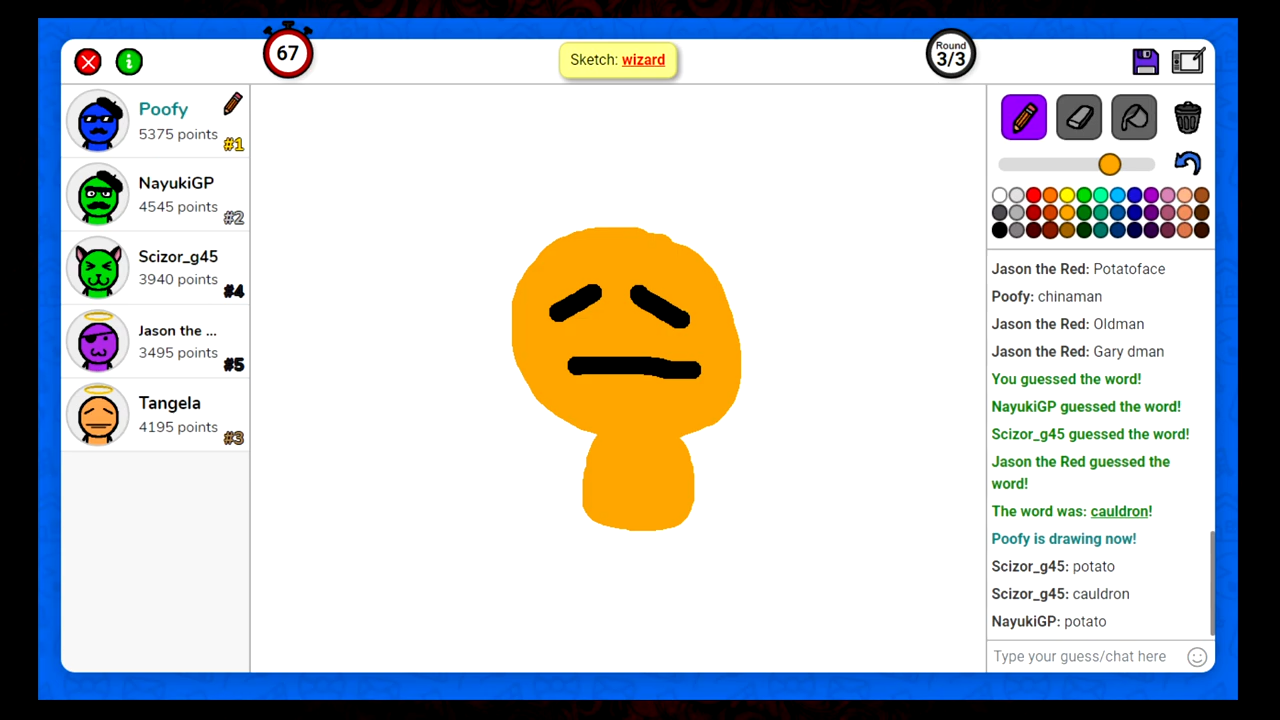 67
Sketch: wizard
Round
3/3
i
Poofy
5375 points
#1
NayukiGP
4545 points
#2
Scizor_g45
3940 points
#4
Jason the ...
3495 points
#5
Tangela
4195 points
#3
Jason the Red: Potatoface
Poofy: chinaman
Jason the Red: Oldman
Jason the Red: Gary dman
You guessed the word!
NayukiGP guessed the word!
Scizor_g45 guessed the word!
Jason the Red guessed the
word!
The word was: cauldron!
Poofy is drawing now!
Scizor_g45: potato
Scizor_g45: cauldron
NayukiGP: potato
Type your guess/chat here